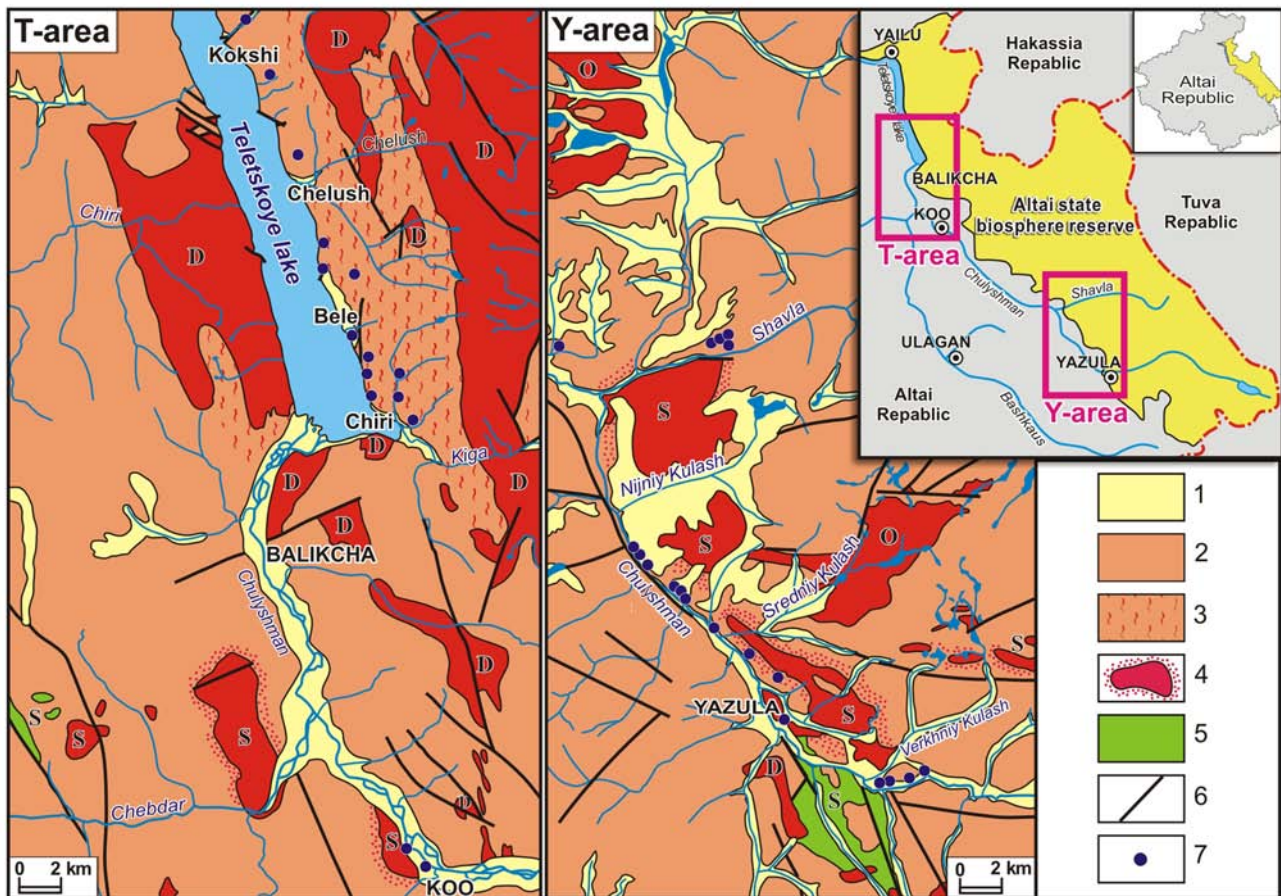 T-area
Kokshi
D
Teletskoye lake
Chelush
D
Chelush
Chiri
D
D
Bele
Chiri
D
Kiga
D
D
D
BALIKCHA
Chulyshman
D
S
S
S
Chebdar
D
S
KOO
0 2 km
Y-area
O
Shavla
S
Nijniy Kulash
S
O
Sredniy Kulash
Chulyshman
S
YAZULA
S
Verkhniy Kulash
D
S
0 2 km
YAILU
Hakassia
Republic
Altai
Republic
Teletskoye
lake
BALIKCHA
KOO
Altai state
biosphere reserve
Tuva
Republic
T-area
Chulyshman
Shavla
ULAGAN
YAZULA
Altai
Repablic
Bashkaus
Y-area
1
2
3
4
5
6
7